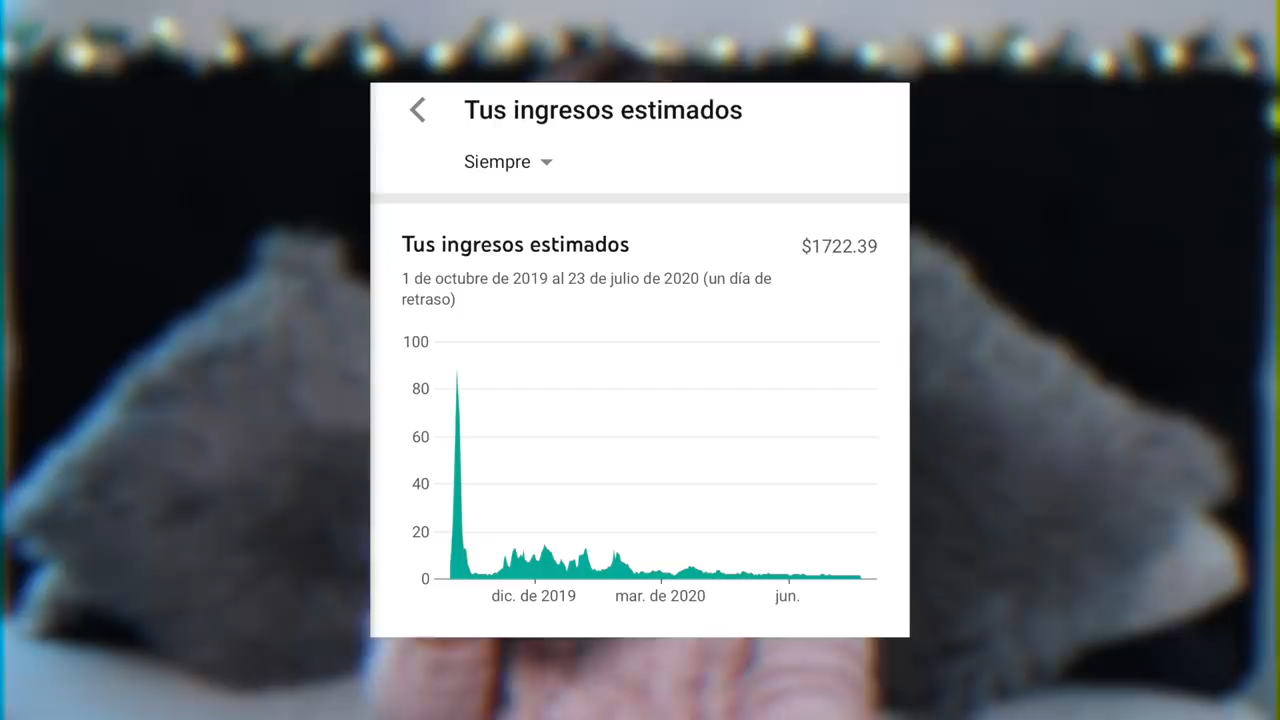 Tus ingresos estimados
Siempre
Tus ingresos estimados
$1722.39
1 de octubre de 2019 al 23 de julio de 2020 (un día de
retraso)
100
80
60
40
20
0
dic. de 2019
mar. de 2020
jun.